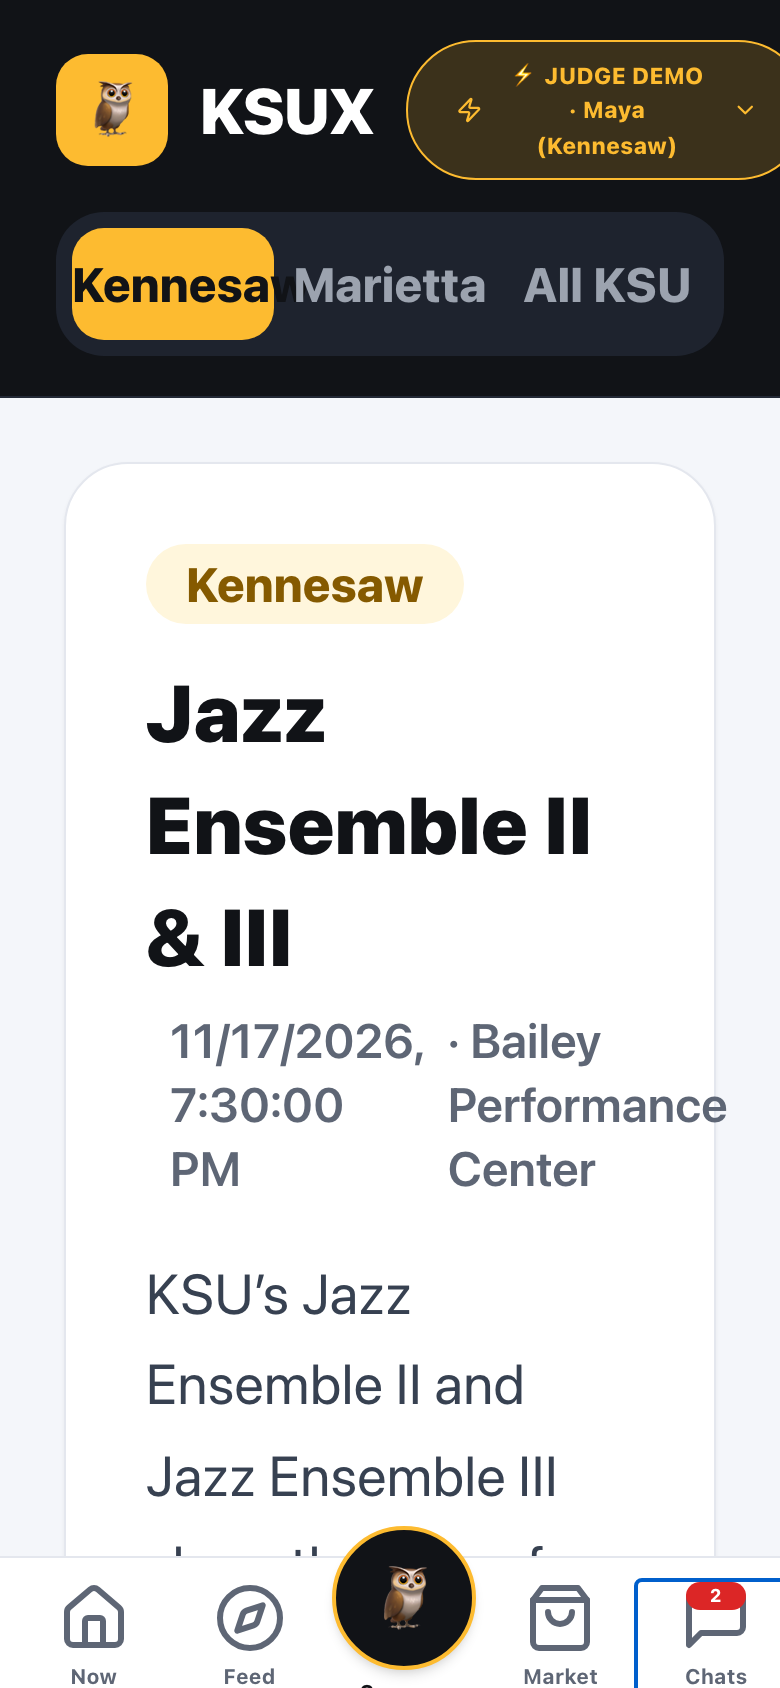 KSUX
⚡ JUDGE DEMO
· Maya
(Kennesaw)
Kennesaw
Marietta
All KSU
Kennesaw
Jazz
Ensemble II
& III
11/17/2026,
7:30:00
PM
· Bailey
Performance
Center
KSU’s Jazz
Ensemble II and
Jazz Ensemble III
2
Now
Feed
Market
Chats